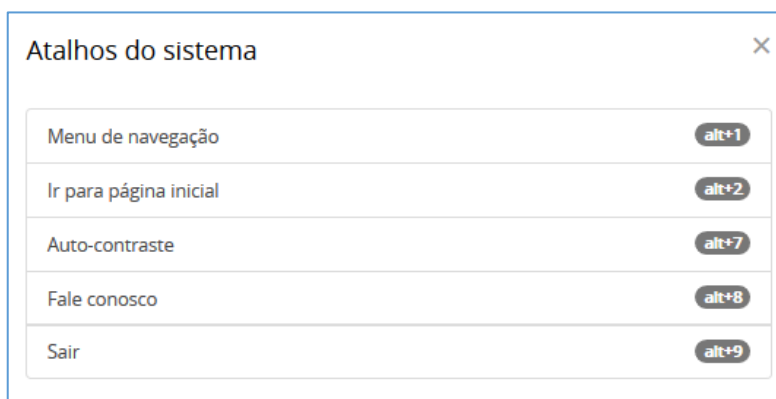 Atalhos do sistema
Menu de navegação alt+1
Ir para página inicial alt+2
Auto-contraste alt+7
Fale conosco alt+8
Sair alt+9